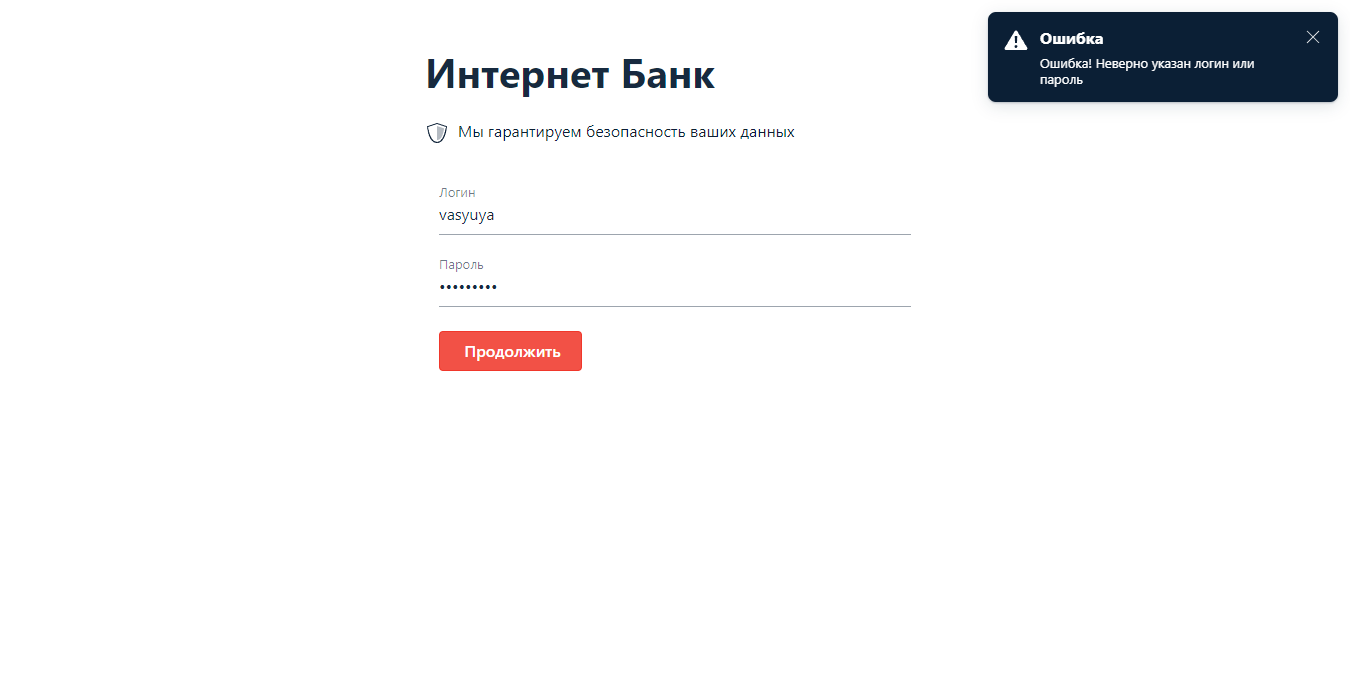 Интернет Банк
Мы гарантируем безопасность ваших данных
Логин
vasyuya
Пароль
•••••••••
Продолжить
Ошибка
Ошибка! Неверно указан логин или
пароль